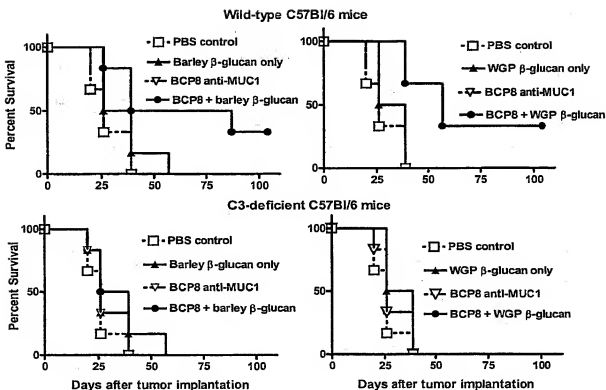 Wild-type C57Bl/6 mice
Percent Survival
100
50
0
0 25 50 75 100
PBS control
Barley β-glucan only
BCP8 anti-MUC1
BCP8 + barley β-glucan
100
50
0
0 25 50 75 100
PBS control
WGP β-glucan only
BCP8 anti-MUC1
BCP8 + WGP β-glucan
C3-deficient C57Bl/6 mice
Percent Survival
100
50
0
0 25 50 75 100
Days after tumor implantation
PBS control
Barley β-glucan only
BCP8 anti-MUC1
BCP8 + barley β-glucan
100
50
0
0 25 50 75 100
Days after tumor implantation
PBS control
WGP β-glucan only
BCP8 anti-MUC1
BCP8 + WGP β-glucan